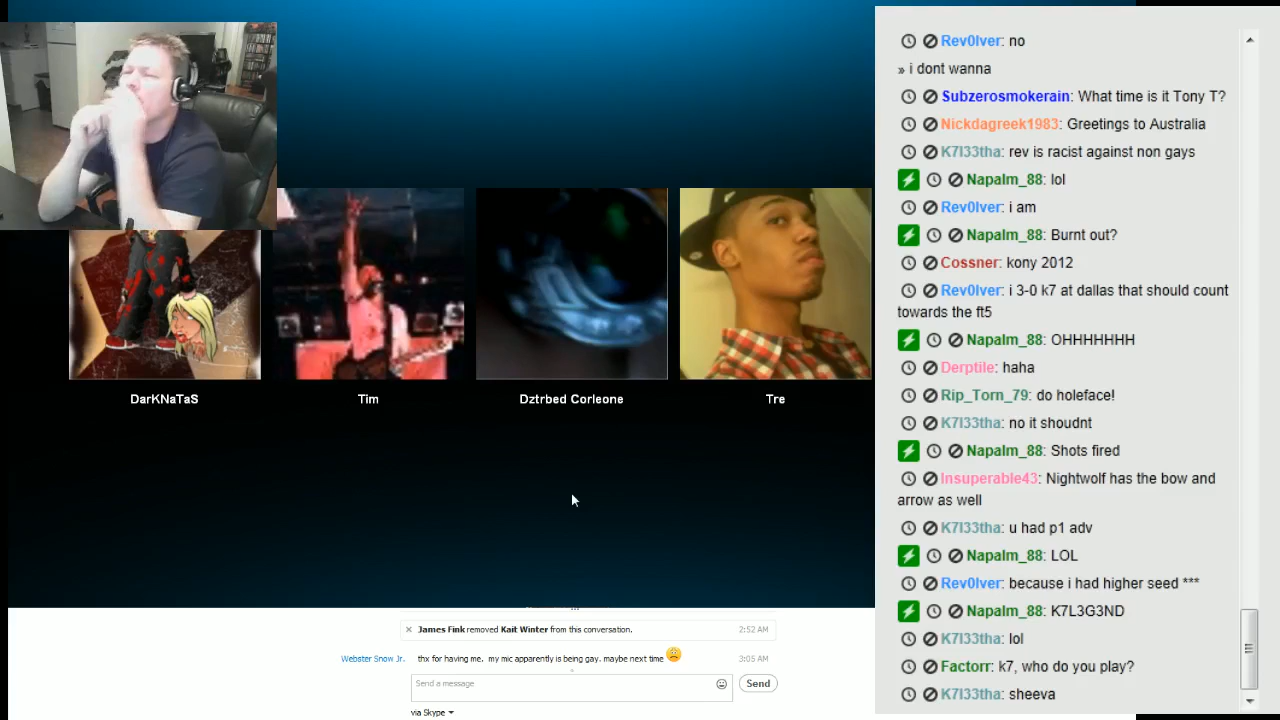 DarKNaTaS
Tim
Dztrbed Corleone
Tre
James Fink removed Kait Winter from this conversation.
2:52 AM
Webster Snow Jr.
thx for having me, my mic apparently is being gay. maybe next time
3:05 AM
Send a message
Send
via Skype
Rev0lver: no
» i dont wanna
Subzerosmokerain: What time is it Tony T?
Nickdagreek1983: Greetings to Australia
K7l33tha: rev is racist against non gays
Napalm_88: lol
Rev0lver: i am
Napalm_88: Burnt out?
Cossner: kony 2012
Rev0lver: i 3-0 k7 at dallas that should count
towards the ft5
Napalm_88: OHHHHHHH
Derptile: haha
Rip_Torn_79: do holeface!
K7l33tha: no it shoudnt
Napalm_88: Shots fired
Insuperable43: Nightwolf has the bow and
arrow as well
K7l33tha: u had p1 adv
Napalm_88: LOL
Rev0lver: because i had higher seed ***
Napalm_88: K7L3G3ND
K7l33tha: lol
Factorr: k7, who do you play?
K7l33tha: sheeva